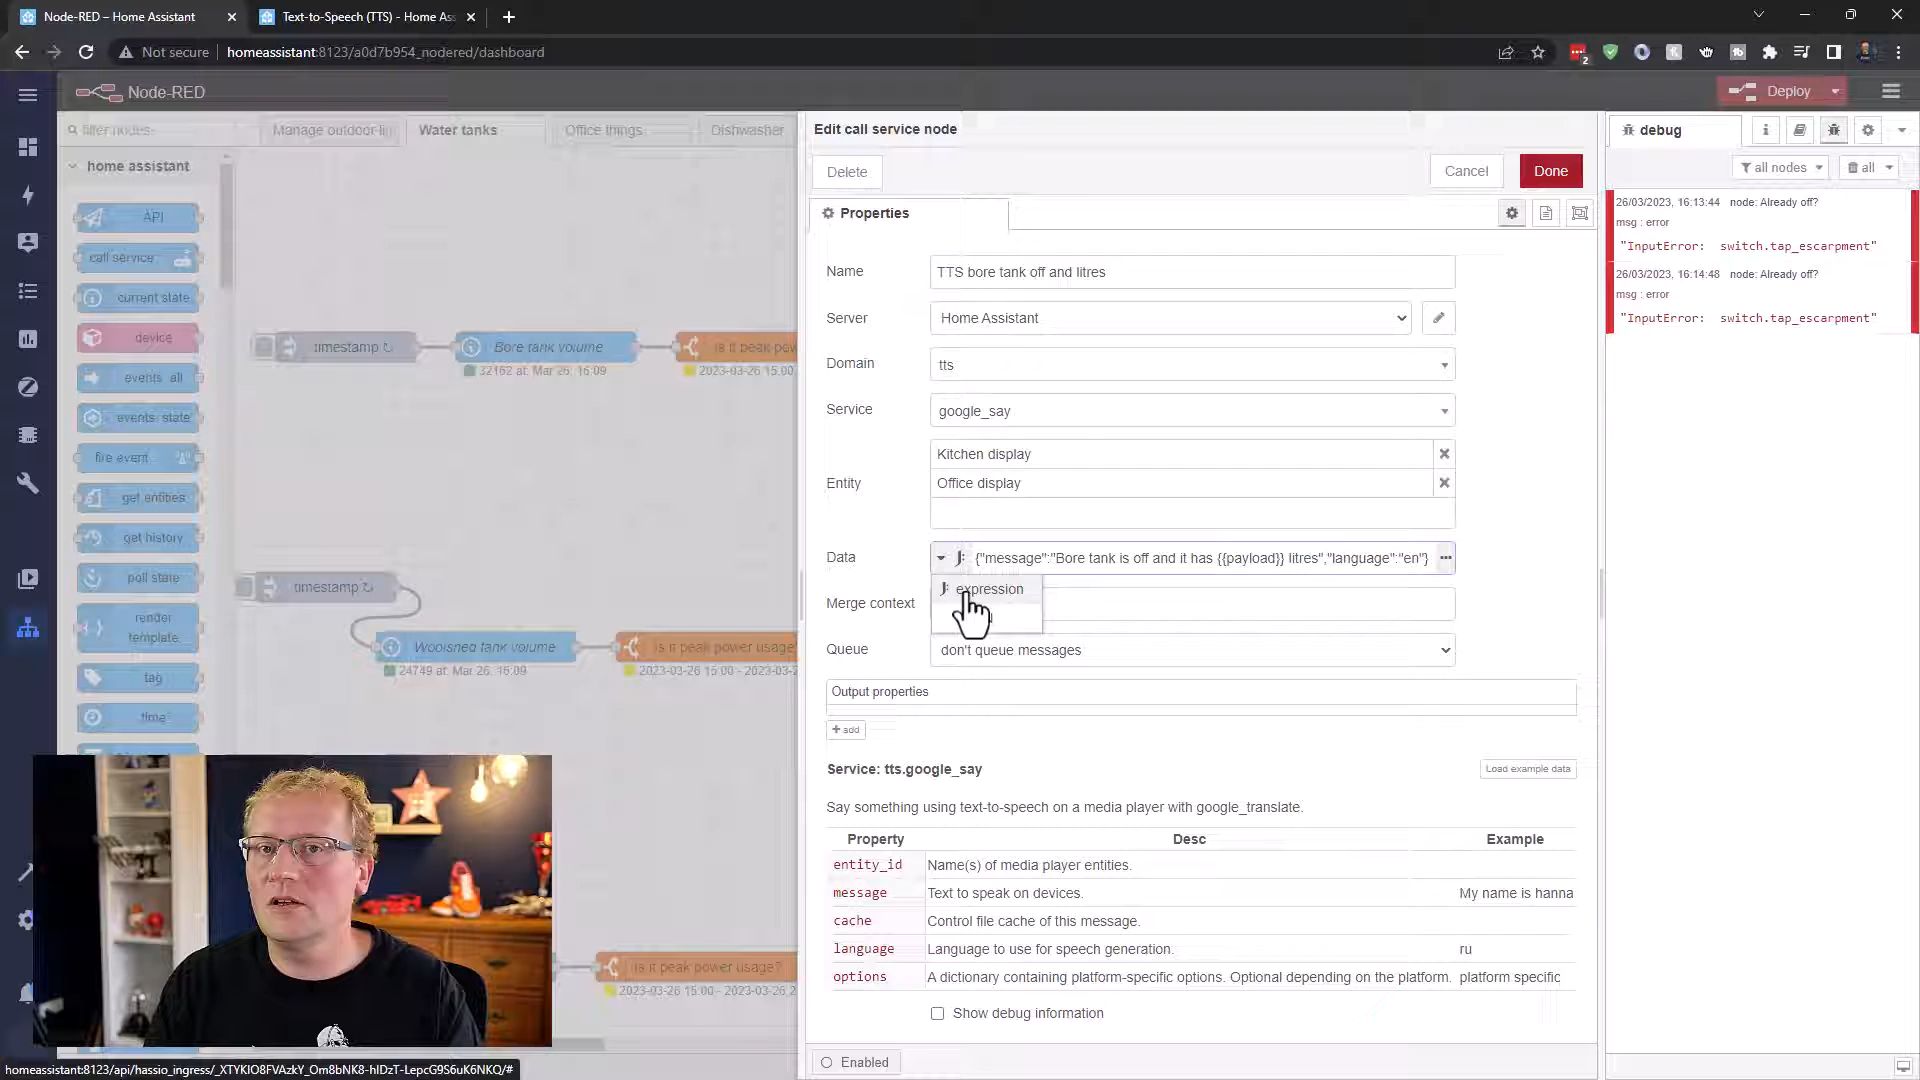 Node-RED – Home Assistant
Text-to-Speech (TTS) - Home Ass
Not secure
homeassistant:8123/a0d7b954_nodered/dashboard
2
Node-RED
Deploy
filter nodes
Manage outdoor li
Water tanks
Office things
Dishwasher
Edit call service node
debug
home assistant
Delete
Cancel
Done
all nodes
all
API
Properties
26/03/2023, 16:13:44 node: Already off?
msg : error
"InputError: switch.tap_escarpment"
26/03/2023, 16:14:48 node: Already off?
msg : error
"InputError: switch.tap_escarpment"
call service
current state
device
events: all
events: state
fire event
get entities
get history
poll state
render
template
tag
time
timestamp ↻
Bore tank volume
32162 at: Mar 26, 16:09
Is it peak pow
2023-03-26 15:00
timestamp ↻
Woolshed tank volume
24749 at: Mar 26, 16:09
Is it peak power usage?
2023-03-26 15:00 - 2023-03-26
Is it peak power usage?
2023-03-26 15:00 - 2023-03-26 2
Name
TTS bore tank off and litres
Server
Home Assistant
Domain
tts
Service
google_say
Entity
Kitchen display
Office display
Data
J: {"message":"Bore tank is off and it has {{payload}} litres","language":"en"}
J: expression
Merge context
Queue
don't queue messages
Output properties
+ add
Service: tts.google_say
Load example data
Say something using text-to-speech on a media player with google_translate.
Property Desc Example
entity_id Name(s) of media player entities.
message Text to speak on devices. My name is hanna
cache Control file cache of this message.
language Language to use for speech generation. ru
options A dictionary containing platform-specific options. Optional depending on the platform. platform specific
Show debug information
Enabled